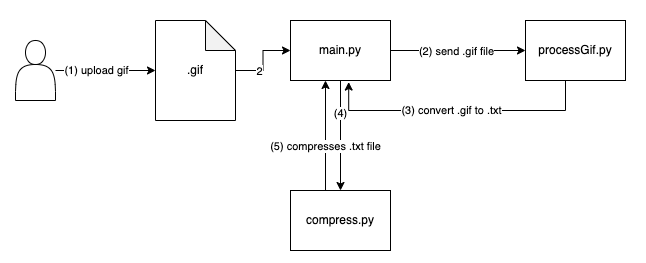 (1) upload gif
.gif
2
main.py
(2) send .gif file
processGif.py
(3) convert .gif to .txt
(4)
(5) compresses .txt file
compress.py